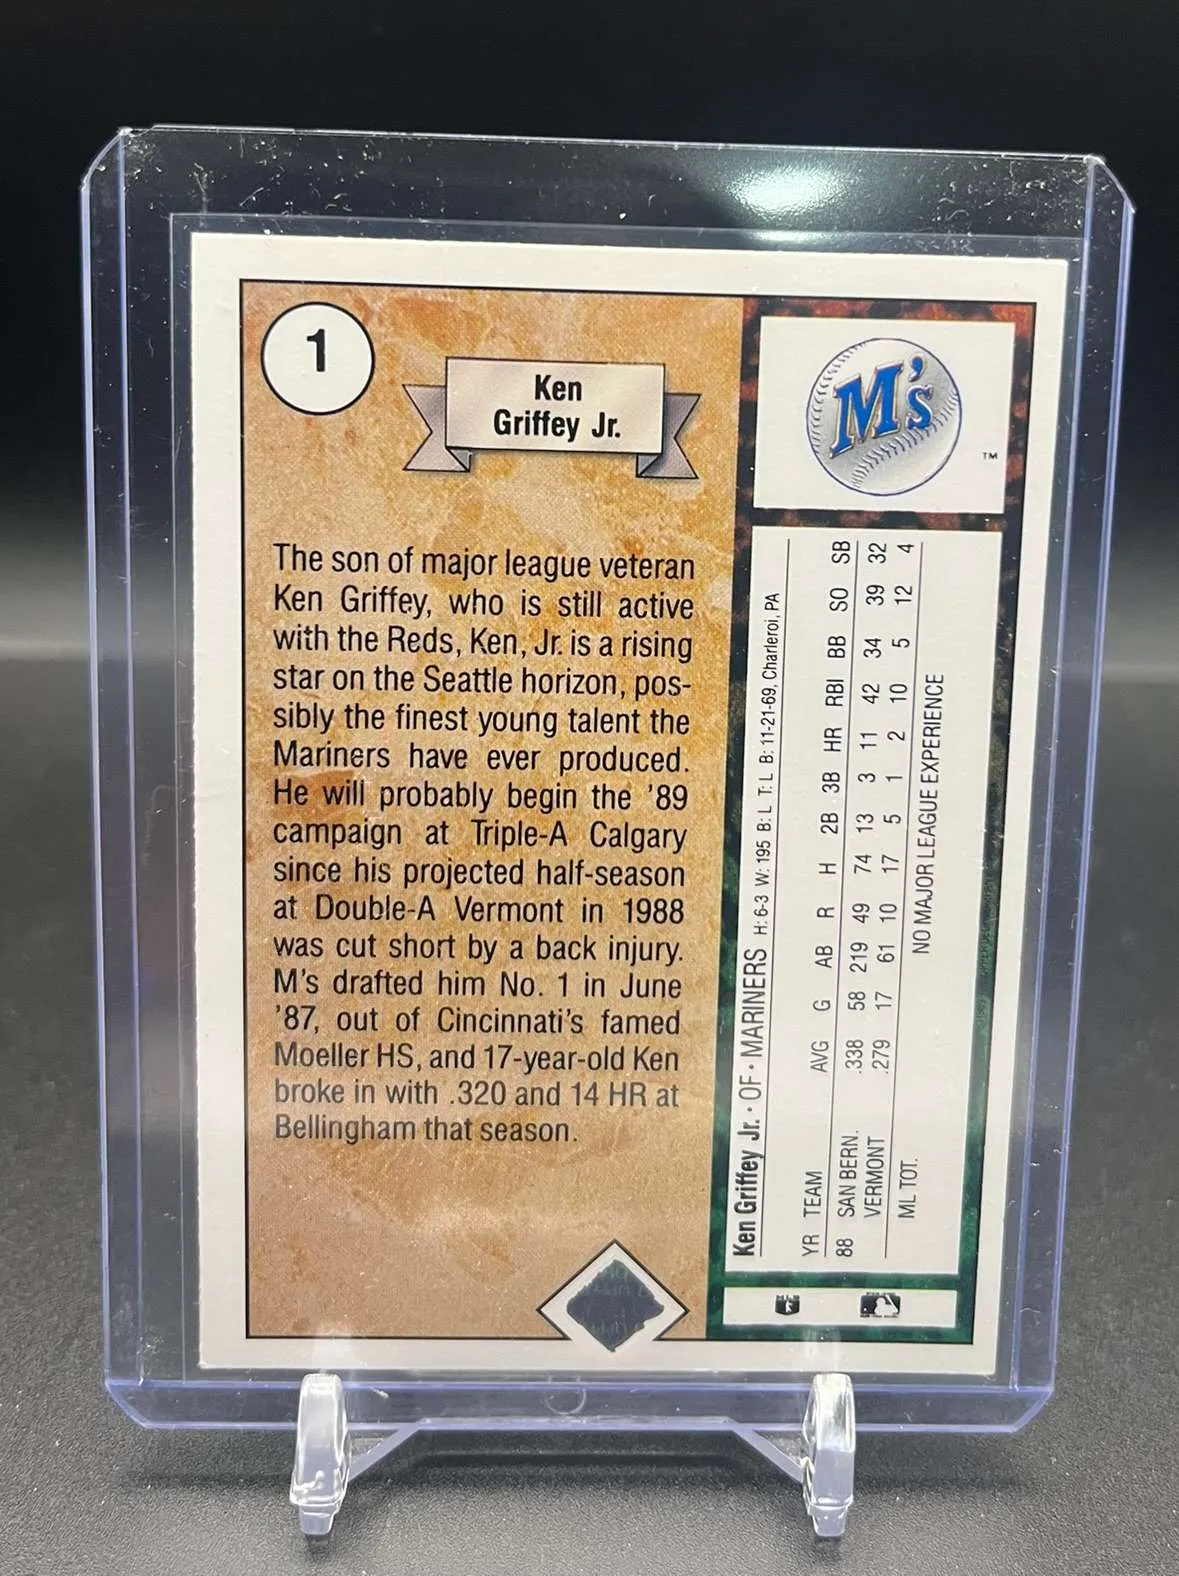 1
Ken
Griffey Jr.
The son of major league veteran
Ken Griffey, who is still active
with the Reds, Ken, Jr. is a rising
star on the Seattle horizon, pos-
sibly the finest young talent the
Mariners have ever produced.
He will probably begin the '89
campaign at Triple-A Calgary
since his projected half-season
at Double-A Vermont in 1988
was cut short by a back injury.
M's drafted him No. 1 in June
'87, out of Cincinnati's famed
Moeller HS, and 17-year-old Ken
broke in with .320 and 14 HR at
Bellingham that season.
M's
TM
Ken Griffey Jr. • OF • MARINERS H: 6-3 W: 195 B: L T: L B: 11-21-69, Charleroi, PA
YR TEAM AVG G AB R H 2B 3B HR RBI BB SO SB
88 SAN BERN. .338 58 219 49 74 13 3 11 42 34 39 32
VERMONT .279 17 61 10 17 5 1 2 10 5 12 4
ML TOT. NO MAJOR LEAGUE EXPERIENCE